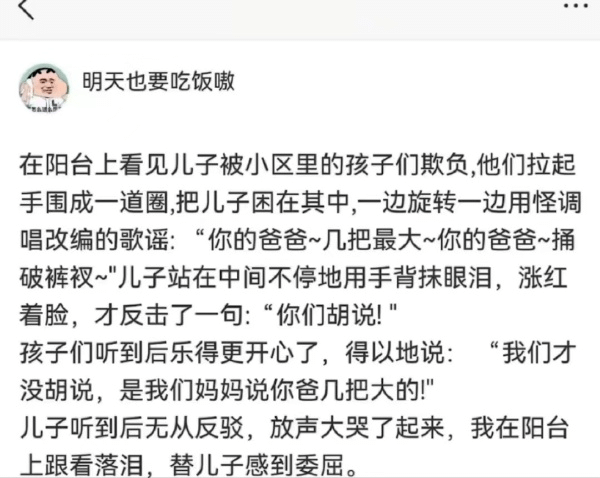 明天也要吃饭嗷
在阳台上看见儿子被小区里的孩子们欺负,他们拉起
手围成一道圈,把儿子困在其中,一边旋转一边用怪调
唱改编的歌谣:“你的爸爸~几把最大~你的爸爸~捅
破裤衩~"儿子站在中间不停地用手背抹眼泪，涨红
着脸，才反击了一句:“你们胡说! "
孩子们听到后乐得更开心了，得以地说： “我们才
没胡说，是我们妈妈说你爸几把大的!"
儿子听到后无从反驳，放声大哭了起来，我在阳台
上跟看落泪，替儿子感到委屈。